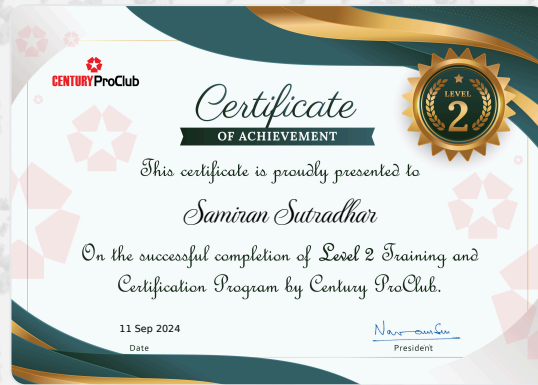 CENTURY ProClub
Certificate
OF ACHIEVEMENT
LEVEL
2
This certificate is proudly presented to
Samiran Sutradhar
On the successful completion of Level 2 Training and
Certification Program by Century ProClub.
11 Sep 2024
Date
President